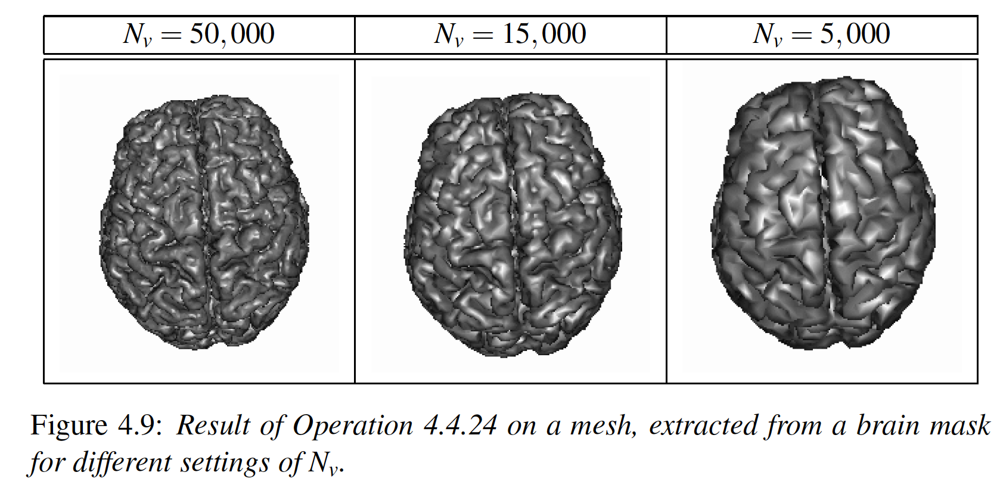 N_v = 50,000 N_v = 15,000 N_v = 5,000
Figure 4.9: Result of Operation 4.4.24 on a mesh, extracted from a brain mask
for different settings of N_v.